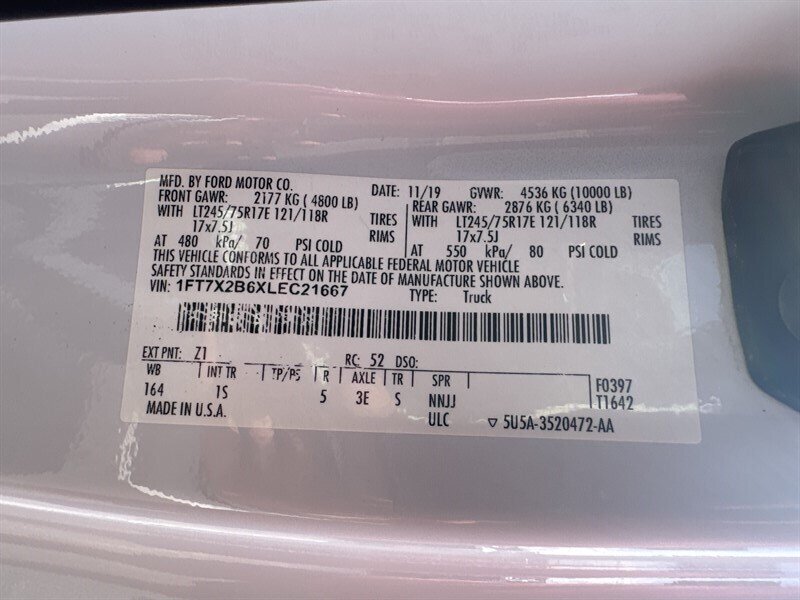 MFD. BY FORD MOTOR CO. DATE: 11/19 GVWR: 4536 KG (10000 LB)
FRONT GAWR: 2177 KG ( 4800 LB) REAR GAWR: 2876 KG ( 6340 LB)
WITH LT245/75R17E 121/118R TIRES WITH LT245/75R17E 121/118R TIRES
17x7.5J RIMS 17x7.5J RIMS
AT 480 kPa/ 70 PSI COLD AT 550 kPa/ 80 PSI COLD
THIS VEHICLE CONFORMS TO ALL APPLICABLE FEDERAL MOTOR VEHICLE
SAFETY STANDARDS IN EFFECT ON THE DATE OF MANUFACTURE SHOWN ABOVE.
VIN: 1FT7X2B6XLEC21667 TYPE: Truck
EXT PNT: Z1 RC: 52 DSO:
WB INT TR TP/PS R AXLE TR SPR F0397
164 1S 5 3E S NNJJ T1642
MADE IN U.S.A. ULC ▽ 5U5A-3520472-AA